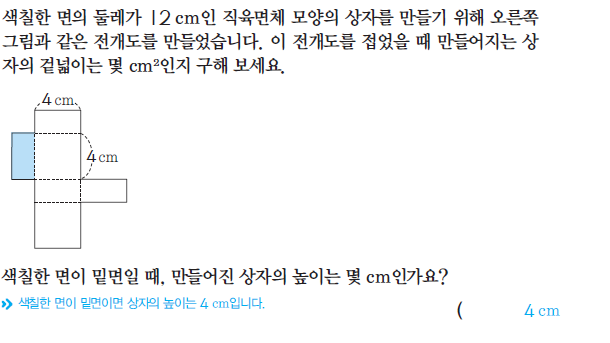 색칠한 면의 둘레가 12 cm인 직육면체 모양의 상자를 만들기 위해 오른쪽
그림과 같은 전개도를 만들었습니다. 이 전개도를 접었을 때 만들어지는 상
자의 겉넓이는 몇 cm²인지 구해 보세요.
4 cm
4 cm
색칠한 면이 밑면일 때, 만들어진 상자의 높이는 몇 cm인가요?
색칠한 면이 밑면이면 상자의 높이는 4 cm입니다.
( 4 cm